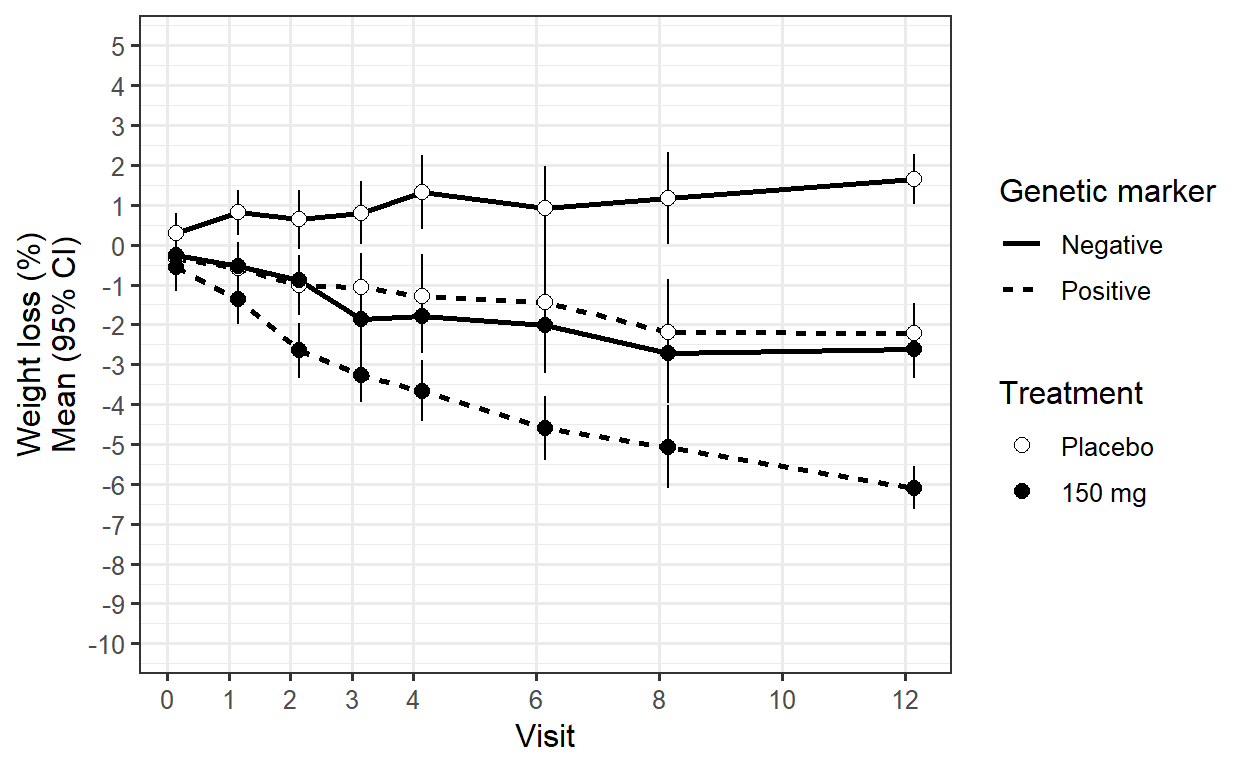 Weight loss (%)
Mean (95% CI)
5
4
3
2
1
0
-1
-2
-3
-4
-5
-6
-7
-8
-9
-10
0 1 2 3 4 6 8 10 12
Visit
Genetic marker
Negative
Positive
Treatment
Placebo
150 mg